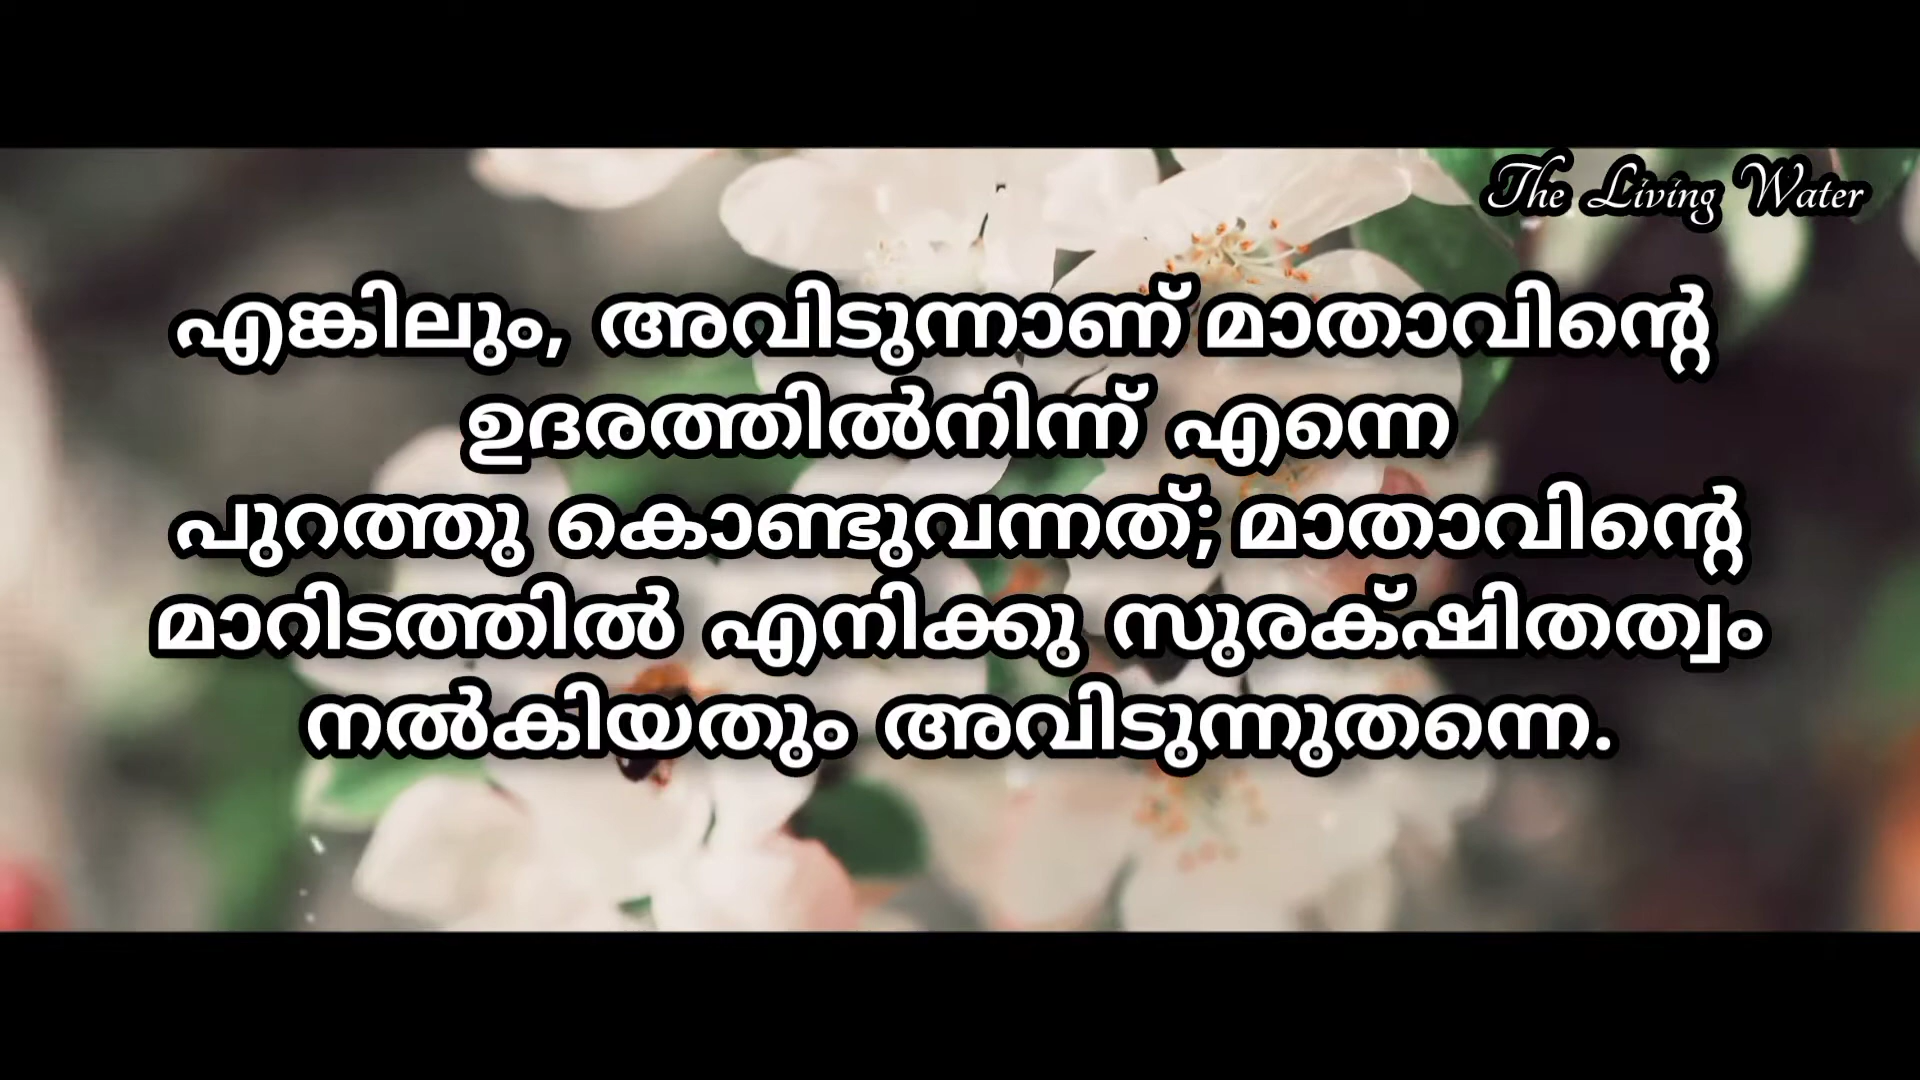 The Living Water
എങ്കിലും, അവിടുന്നാണ് മാതാവിന്റെ
ഉദരത്തിൽനിന്ന് എന്നെ
പുറത്തു കൊണ്ടുവന്നത്; മാതാവിന്റെ
മാറിടത്തിൽ എനിക്കു സുരക്‌ഷിതത്വം
നൽകിയതും അവിടുന്നുതന്നെ.